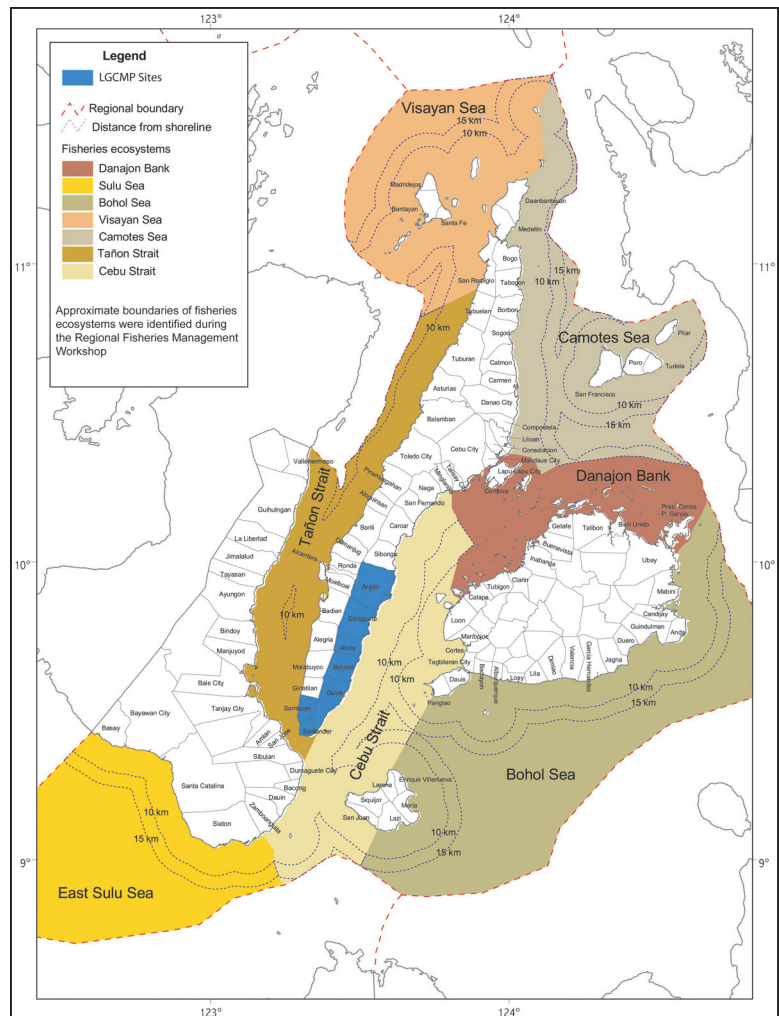 123°
124°
Legend
LGCMP Sites
Regional boundary
Distance from shoreline
Fisheries ecosystems
Danajon Bank
Sulu Sea
Bohol Sea
Visayan Sea
Camotes Sea
Tañon Strait
Cebu Strait
Approximate boundaries of fisheries
ecosystems were identified during
the Regional Fisheries Management
Workshop
Visayan Sea
15 km
10 km
Madridejos
Bantayan
Santa Fe
Daanbantayan
Medellin
11°
11°
Bogo
San Remigio
Tabogon
15 km
10 km
10 km
Tabuelan
Borbon
Sogod
Camotes Sea
Pilar
Poro
Tudela
San Francisco
10 km
15 km
Tuburan
Catmon
Carmen
Asturias
Danao City
Balamban
Compostela
Liloan
Consolacion
Cebu City
Mandaue City
Toledo City
Lapu-Lapu City
Talisay City
Minglanilla
Cordova
Naga
San Fernando
Danajon Bank
Vallehermoso
Pinamungahan
Aloguinsan
Tañon Strait
Guihulngan
Pres. Carlos
P. Garcia
Getafe
Talibon
Bien Unido
Buenavista
Inabanga
Ubay
Barili
Carcar
La Libertad
Dumanjug
Sibonga
10°
10°
Alcantara
Jimalalud
Ronda
Moalboal
Tayasan
Argao
Clarin
Tubigon
Calape
Mabini
Ayungon
10 km
Badian
Dalaguete
Candijay
Loon
Guindulman
Anda
Bindoy
Alegria
Alcoy
Maribojoc
Duero
Manjuyod
Cortes
Jagna
Garcia Hernandez
Valencia
Dimiao
Lila
Loay
Alburquerque
Baclayon
Tagbilaran City
Malabuyoc
Boljoon
10 km
10 km
Dauis
Bais City
Ginatilan
Oslob
10 km
15 km
Panglao
Tanjay City
Samboan
Bayawan City
Santander
Cebu Strait
Basay
Amlan
San Jose
Sibulan
Bohol Sea
Dumaguete City
Enrique Villanueva
Larena
Santa Catalina
Bacong
Siquijor
Maria
Dauin
San Juan
Lazi
Siaton
Zamboanguita
10 km
15 km
10 km
15 km
9°
9°
East Sulu Sea
123°
124°